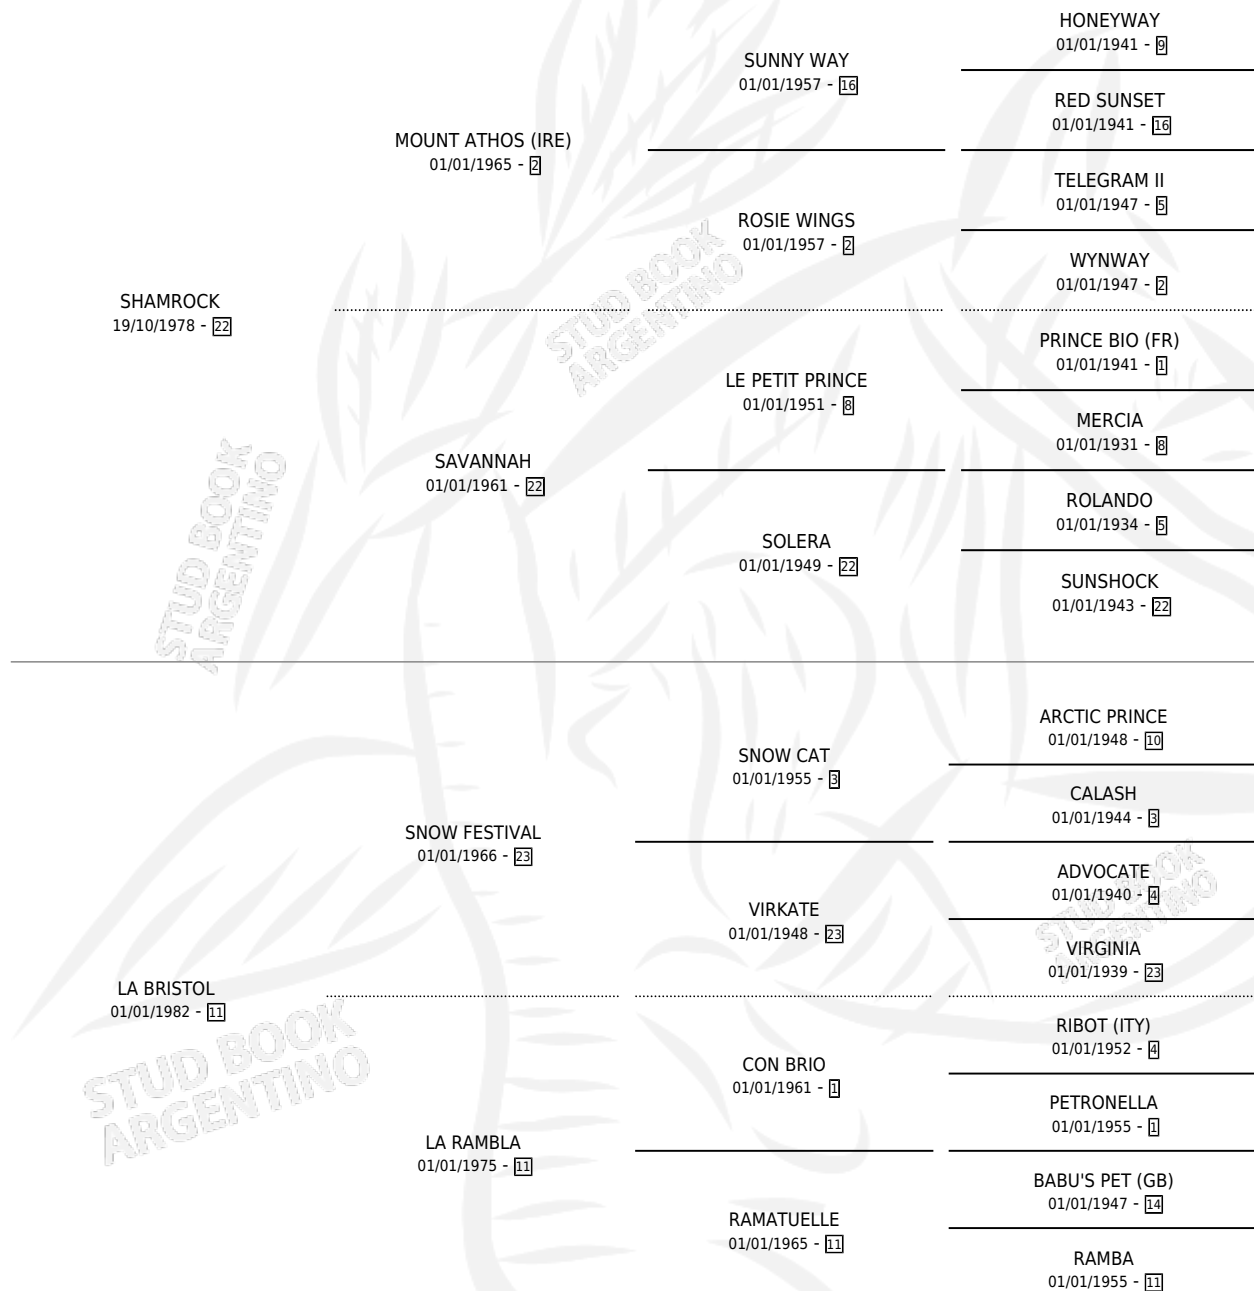 HONEYWAY
01/01/1941 - 9
SUNNY WAY
01/01/1957 - 16
RED SUNSET
01/01/1941 - 16
MOUNT ATHOS (IRE)
01/01/1965 - 2
TELEGRAM II
01/01/1947 - 5
ROSIE WINGS
01/01/1957 - 2
WYNWAY
01/01/1947 - 2
SHAMROCK
19/10/1978 - 22
STUD BOOK
ARGENTINO
PRINCE BIO (FR)
01/01/1941 - 1
LE PETIT PRINCE
01/01/1951 - 8
MERCIA
01/01/1931 - 8
SAVANNAH
01/01/1961 - 22
ROLANDO
01/01/1934 - 5
SOLERA
01/01/1949 - 22
SUNSHOCK
01/01/1943 - 22
STUD BOOK
ARGENTINO
ARCTIC PRINCE
01/01/1948 - 10
SNOW CAT
01/01/1955 - 3
CALASH
01/01/1944 - 3
SNOW FESTIVAL
01/01/1966 - 23
ADVOCATE
01/01/1940 - 4
VIRKATE
01/01/1948 - 23
VIRGINIA
01/01/1939 - 23
STUD BOOK
ARGENTINO
LA BRISTOL
01/01/1982 - 11
RIBOT (ITY)
01/01/1952 - 4
CON BRIO
01/01/1961 - 1
PETRONELLA
01/01/1955 - 1
STUD BOOK
ARGENTINO
LA RAMBLA
01/01/1975 - 11
BABU'S PET (GB)
01/01/1947 - 14
RAMATUELLE
01/01/1965 - 11
RAMBA
01/01/1955 - 11